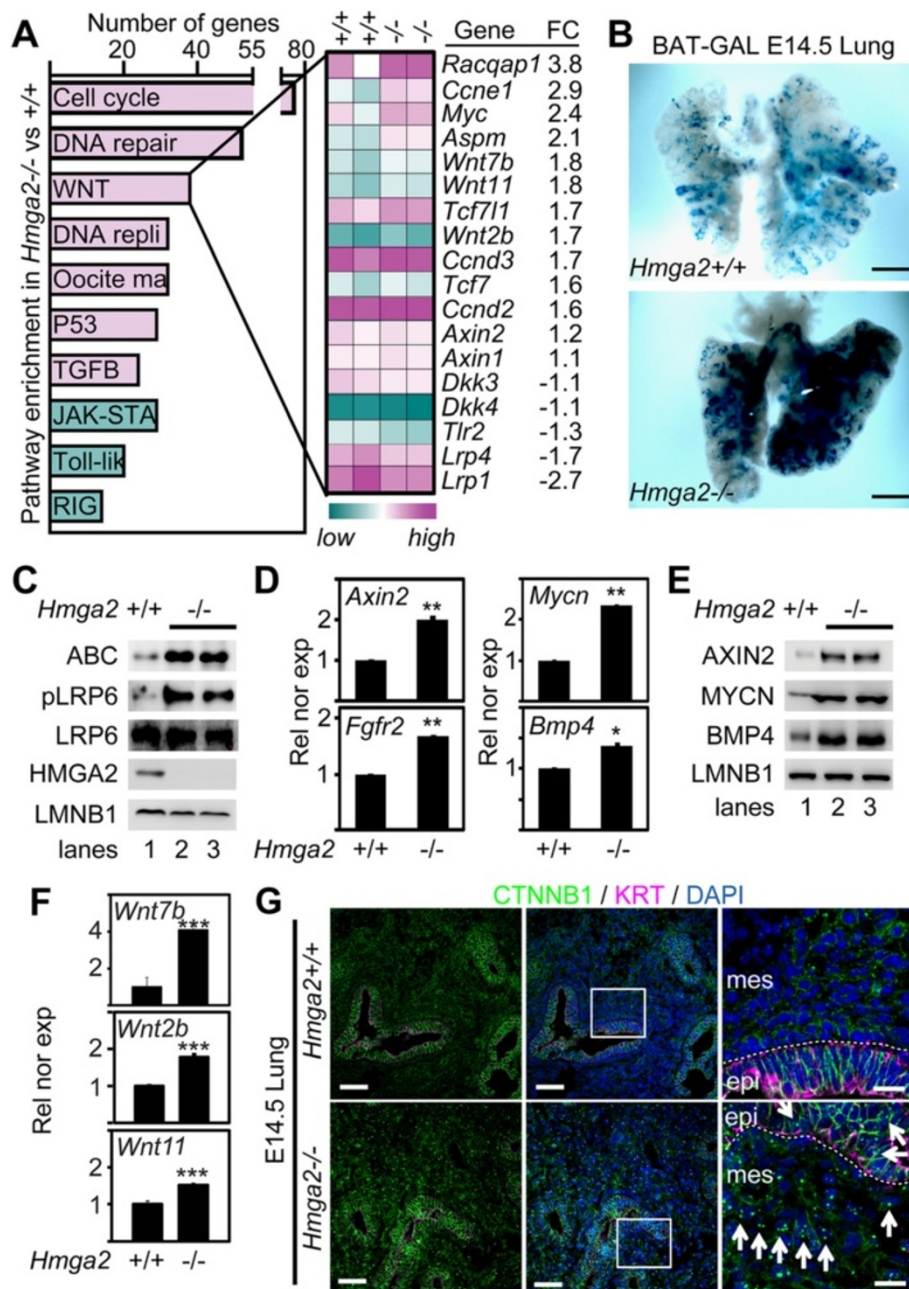 A
Number of genes
20 40 55 80
Pathway enrichment in Hmga2-/- vs +/+
Cell cycle
DNA repair
WNT
DNA repli
Oocite ma
P53
TGFB
JAK-STA
Toll-lik
RIG
+/+ +/+ -/- -/-
Gene FC
Racqap1 3.8
Ccne1 2.9
Myc 2.4
Aspm 2.1
Wnt7b 1.8
Wnt11 1.8
Tcf7l1 1.7
Wnt2b 1.7
Ccnd3 1.7
Tcf7 1.6
Ccnd2 1.6
Axin2 1.2
Axin1 1.1
Dkk3 -1.1
Dkk4 -1.1
Tlr2 -1.3
Lrp4 -1.7
Lrp1 -2.7
low high
B
BAT-GAL E14.5 Lung
Hmga2+/+
Hmga2-/-
C
Hmga2 +/+ -/-
ABC
pLRP6
LRP6
HMGA2
LMNB1
lanes 1 2 3
D
Rel nor exp
2
1
Axin2
**
Rel nor exp
2
1
Mycn
**
1
Fgfr2
**
1
Bmp4
*
Hmga2 +/+ -/- +/+ -/-
E
Hmga2 +/+ -/-
AXIN2
MYCN
BMP4
LMNB1
lanes 1 2 3
F
Rel nor exp
4
2
Wnt7b
***
2
1
Wnt2b
***
2
1
Wnt11
***
Hmga2 +/+ -/-
G
CTNNB1 / KRT / DAPI
E14.5 Lung
Hmga2+/+
mes
epi
Hmga2-/-
epi
mes